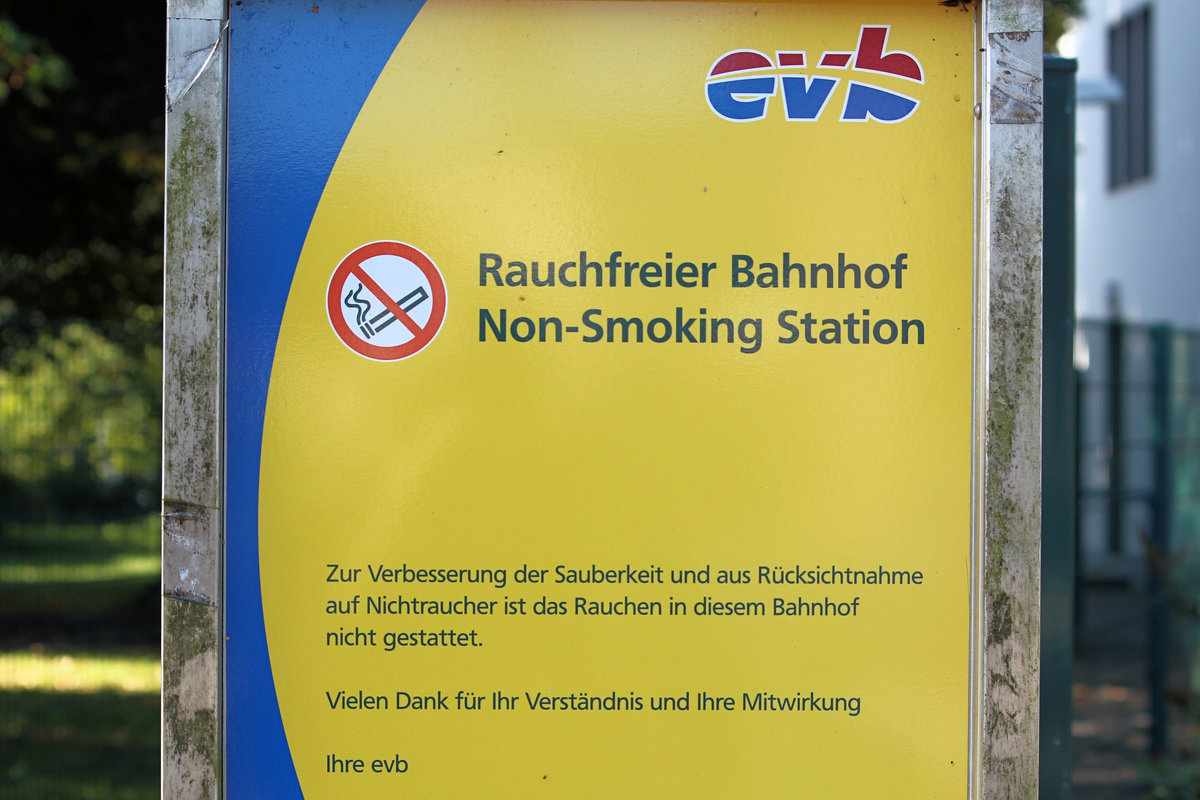 evb
Rauchfreier Bahnhof
Non-Smoking Station
Zur Verbesserung der Sauberkeit und aus Rücksichtnahme
auf Nichtraucher ist das Rauchen in diesem Bahnhof
nicht gestattet.
Vielen Dank für Ihr Verständnis und Ihre Mitwirkung
Ihre evb